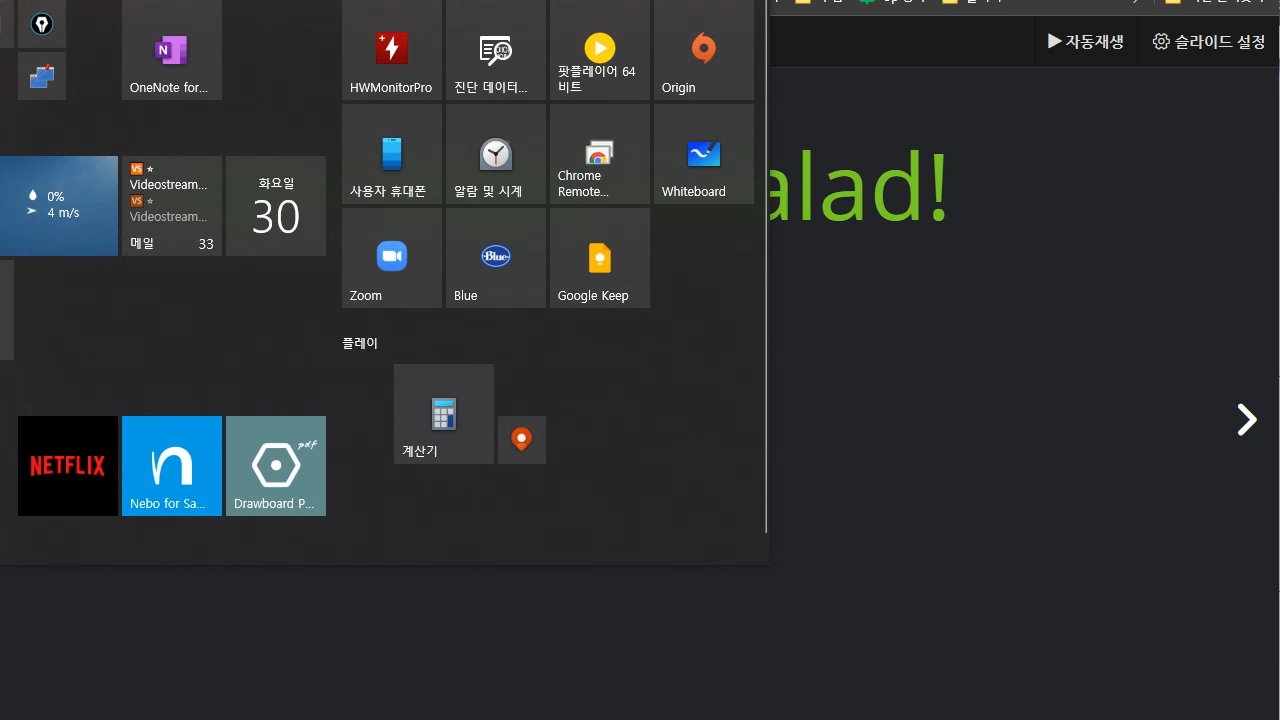 자동재생
슬라이드 설정
alad!
OneNote for...
HWMonitorPro
진단 데이터...
팟플레이어 64
비트
Origin
0%
4 m/s
VS
Videostream...
VS
Videostream...
메일 33
화요일
30
사용자 휴대폰
알람 및 시계
Chrome
Remote...
Whiteboard
Zoom
Blue
Blue
Google Keep
플레이
계산기
NETFLIX
Nebo for Sa...
pdf
Drawboard P...